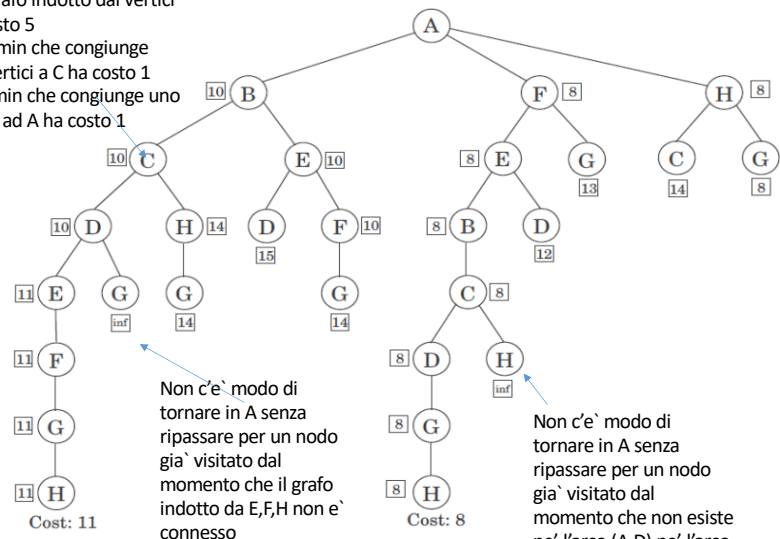 indotto dai vertici
sto 5
min che congiunge
ertici a C ha costo 1
min che congiunge uno
ad A ha costo 1
A
10 B
F 8
H 8
10 C
E 10
8 E
G
C
G
13
14
8
10 D
H 14
D
F 10
8 B
D
15
12
11 E
G
G
G
C 8
inf
14
14
11 F
8 D
H
inf
11 G
8 G
11 H
8 H
Cost: 11
Cost: 8
Non c'e` modo di
tornare in A senza
ripassare per un nodo
gia` visitato dal
momento che il grafo
indotto da E,F,H non e`
connesso
Non c'e` modo di
tornare in A senza
ripassare per un nodo
gia` visitato dal
momento che non esiste
ne' l'arco (A,D) ne' l'arco